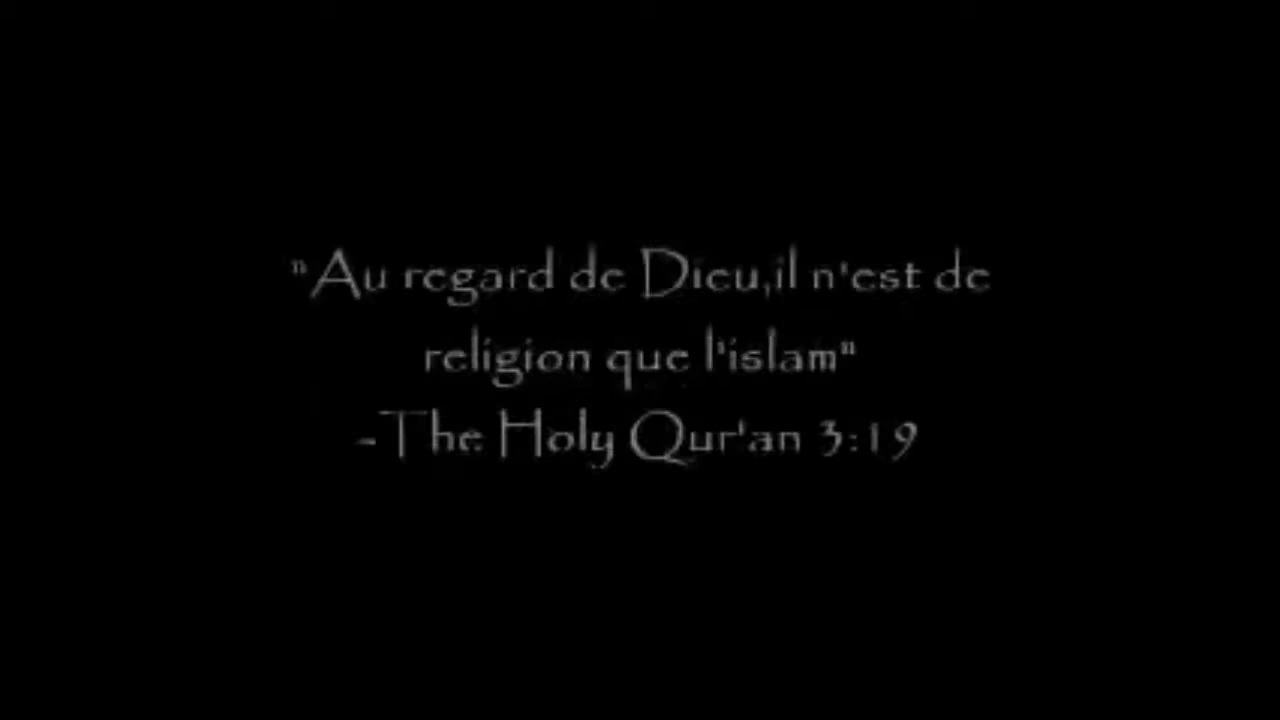 "Au regard de Dieu,il n'est de
religion que l'islam"
-The Holy Qur'an 3:19